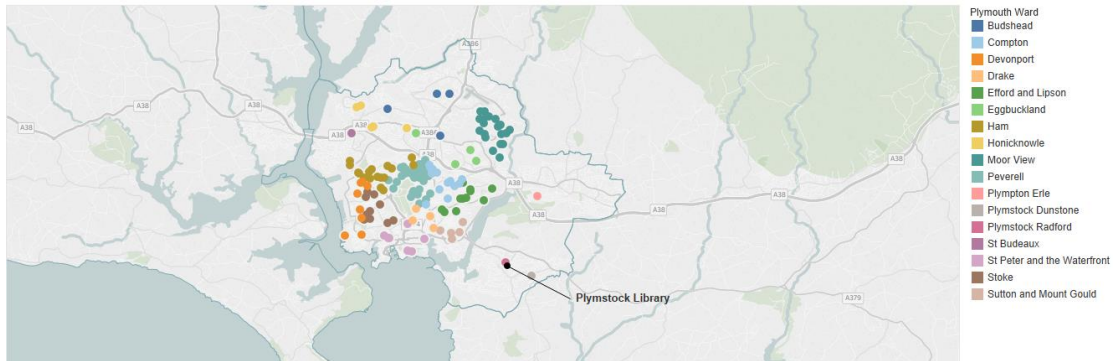 A386
A38
A38
A38
A38
A38
A386
A38
A38
A38
A38
A379
Plymstock Library
Plymouth Ward
Budshead
Compton
Devonport
Drake
Efford and Lipson
Eggbuckland
Ham
Honicknowle
Moor View
Peverell
Plympton Erle
Plymstock Dunstone
Plymstock Radford
St Budeaux
St Peter and the Waterfront
Stoke
Sutton and Mount Gould